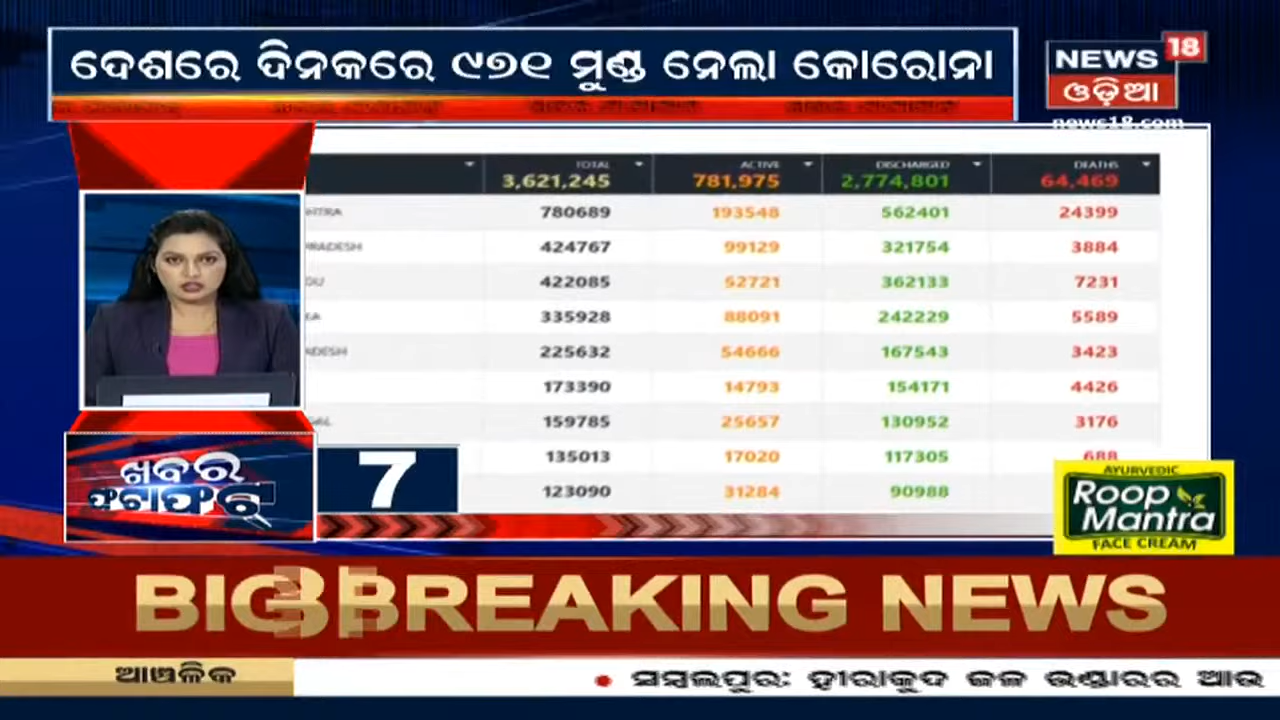 ଦେଶରେ ଦିନକରେ ୯୭୧ ମୁଣ୍ଡ ନେଲା କୋରୋନା
NEWS 18
ଓଡ଼ିଆ
news18.com
TOTAL ACTIVE DISCHARGED DEATHS
3,621,245 781,975 2,774,801 64,469
780689 193548 562401 24399
PRADESH 424767 99129 321754 3884
422085 52721 362133 7231
335928 88091 242229 5589
225632 54666 167543 3423
173390 14793 154171 4426
159785 25657 130952 3176
135013 17020 117305 688
123090 31284 90988
ଖବର
ଫଟାଫଟ୍
7
AYURVEDIC
Roop
Mantra
FACE CREAM
BIG BREAKING NEWS
ଆଞ୍ଚଳିକ
ସମ୍ବଲପୁର: ହୀରାକୁଦ ଜଳ ଭଣ୍ଡାରର ଆଉ